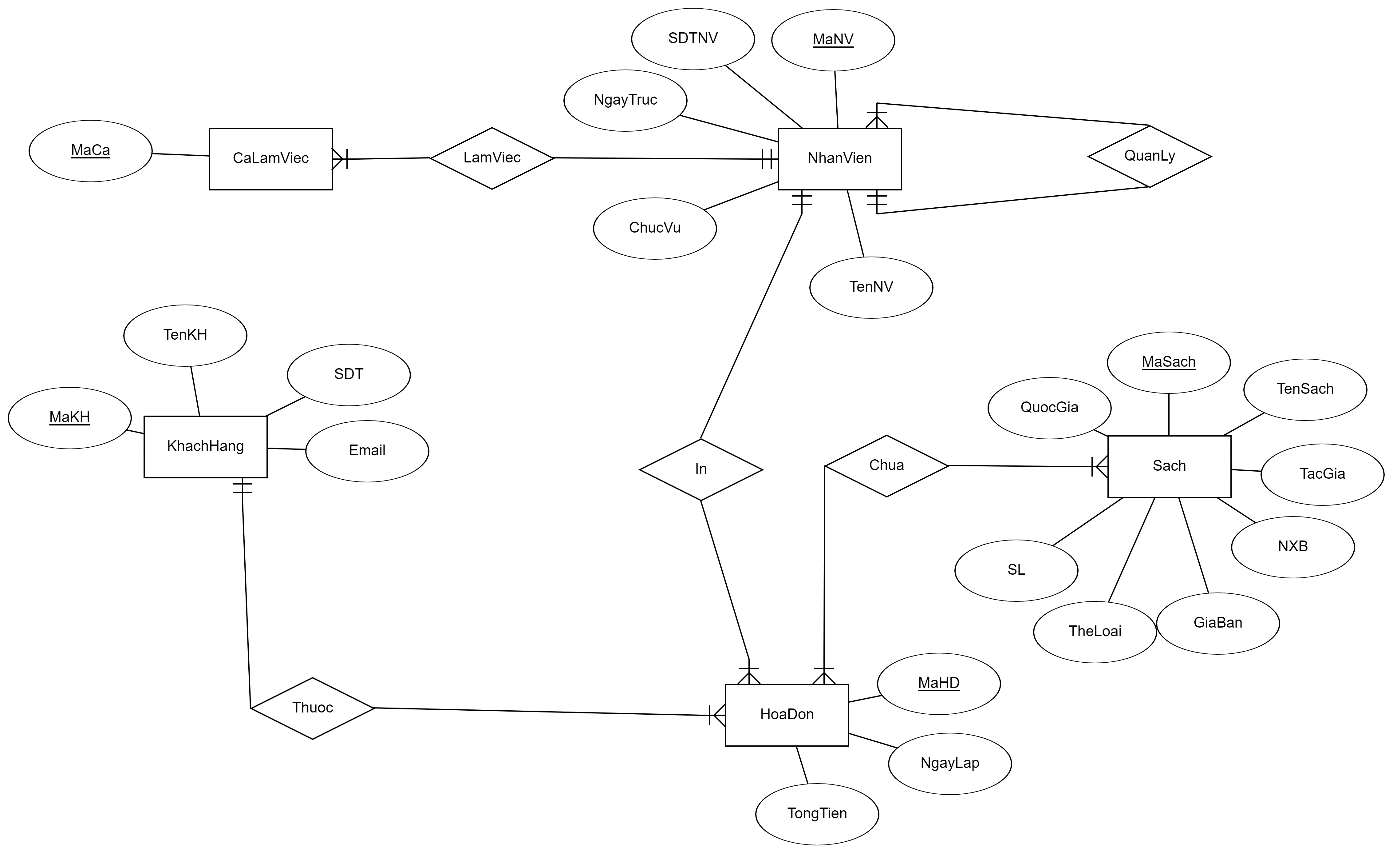 SDTNV
MaNV
NgayTruc
MaCa
CaLamViec
LamViec
NhanVien
QuanLy
ChucVu
TenNV
TenKH
SDT
MaKH
KhachHang
Email
MaSach
TenSach
QuocGia
In
Chua
Sach
TacGia
NXB
SL
TheLoai
GiaBan
MaHD
Thuoc
HoaDon
NgayLap
TongTien